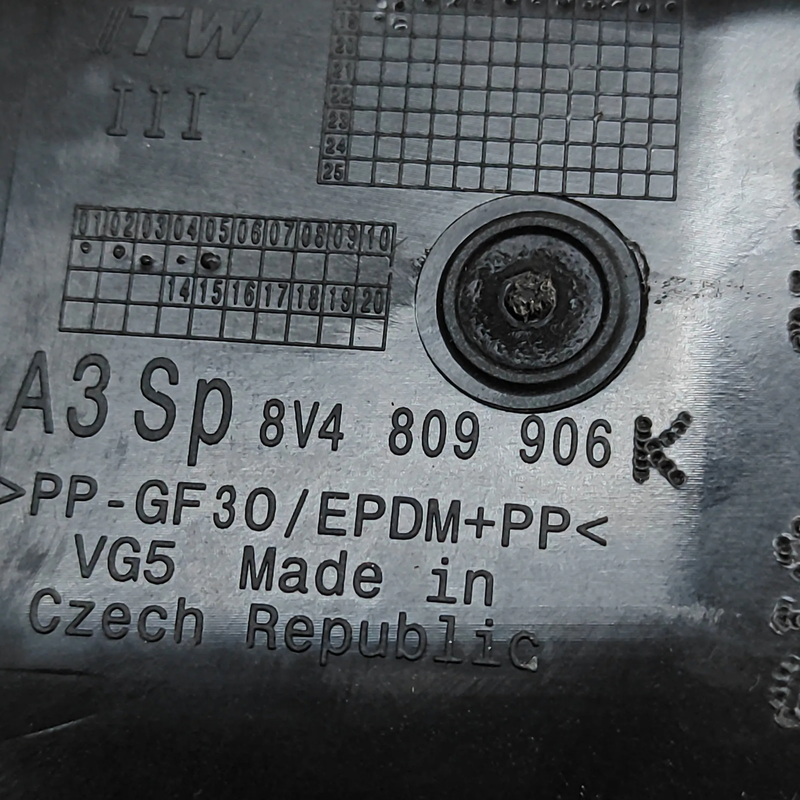 ITW
III
19
20
21
22
23
24
25
01 02 03 04 05 06 07 08 09 10
14 15 16 17 18 19 20
A3 Sp 8V4 809 906 K
>PP-GF30/EPDM+PP<
VG5 Made in
Czech Republic